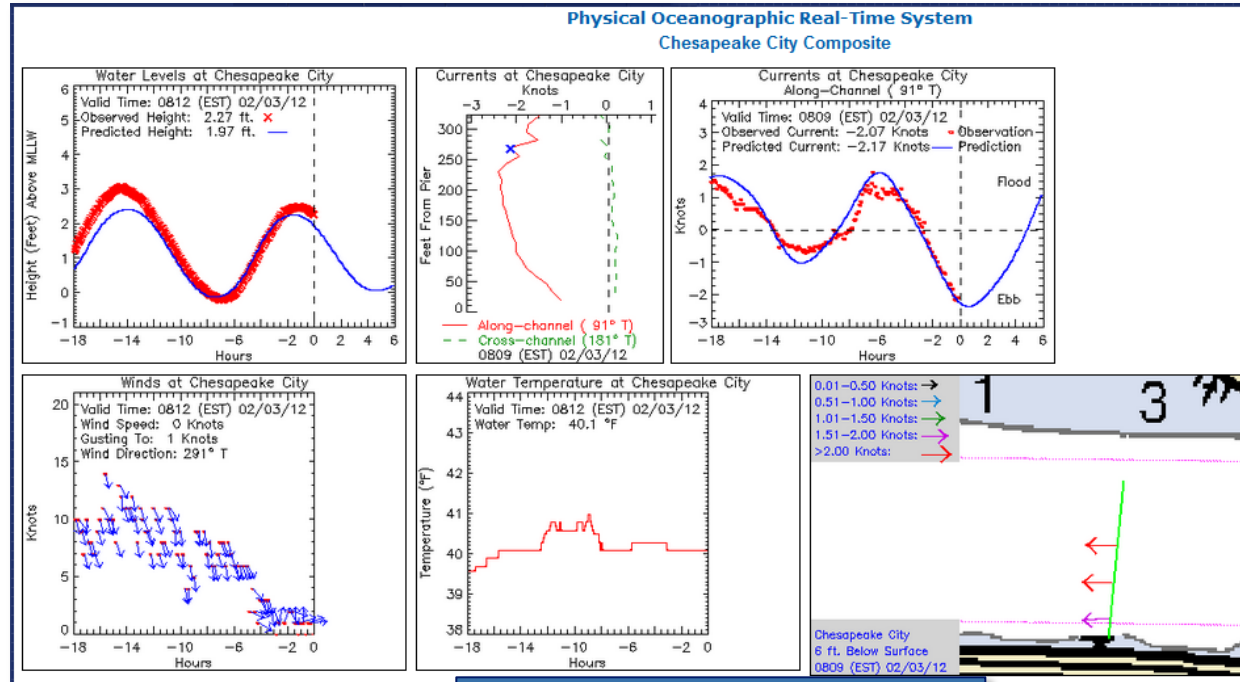 Physical Oceanographic Real-Time System
Chesapeake City Composite
Water Levels at Chesapeake City
Valid Time: 0812 (EST) 02/03/12
Observed Height: 2.27 ft. ×
Predicted Height: 1.97 ft.
Height (Feet) Above MLLW
6
5
4
3
2
1
0
−1
−18 −14 −10 −6 −2 0 2 6
Hours
Currents at Chesapeake City
Knots
−3 −2 −1 0 1
Feet From Pier
300
250
200
150
100
50
0
Along−channel ( 91° T)
Cross−channel (181° T)
0809 (EST) 02/03/12
Currents at Chesapeake City
Along−Channel ( 91° T)
Valid Time: 0809 (EST) 02/03/12
Observed Current: −2.07 Knots Observation
Predicted Current: −2.17 Knots Prediction
Flood
Ebb
Knots
4
3
2
1
0
−1
−2
−3
−18 −14 −10 −6 −2 0 2 6
Hours
Winds at Chesapeake City
Valid Time: 0812 (EST) 02/03/12
Wind Speed: 0 Knots
Gusting To: 1 Knots
Wind Direction: 291° T
Knots
20
15
10
5
0
−18 −14 −10 −6 −2 0
Hours
Water Temperature at Chesapeake City
Valid Time: 0812 (EST) 02/03/12
Water Temp: 40.1 °F
Temperature (°F)
44
43
42
41
40
39
38
−18 −14 −10 −6 −2 0
Hours
0.01−0.50 Knots:
0.51−1.00 Knots:
1.01−1.50 Knots:
1.51−2.00 Knots:
>2.00 Knots:
1
3
Chesapeake City
6 ft. Below Surface
0809 (EST) 02/03/12